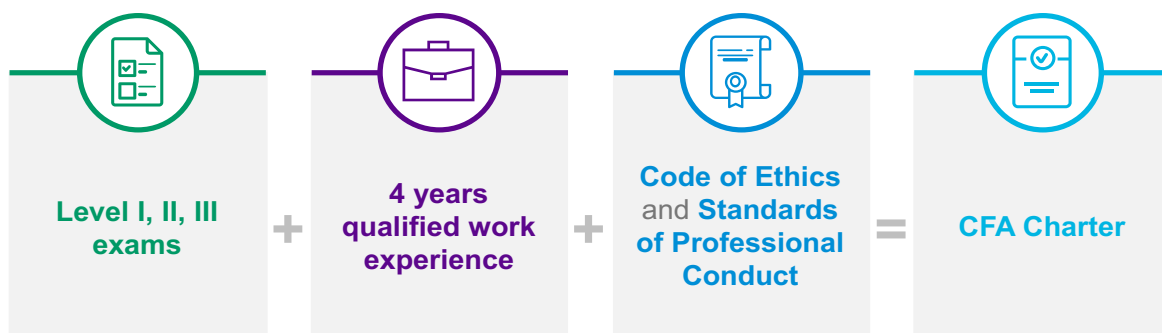 Level I, II, III
exams
+
4 years
qualified work
experience
+
Code of Ethics
and Standards
of Professional
Conduct
=
CFA Charter